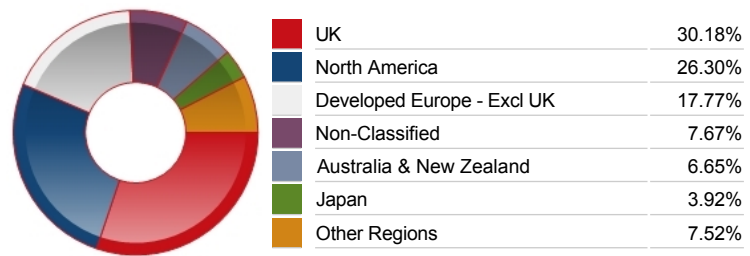 UK 30.18%
North America 26.30%
Developed Europe - Excl UK 17.77%
Non-Classified 7.67%
Australia & New Zealand 6.65%
Japan 3.92%
Other Regions 7.52%